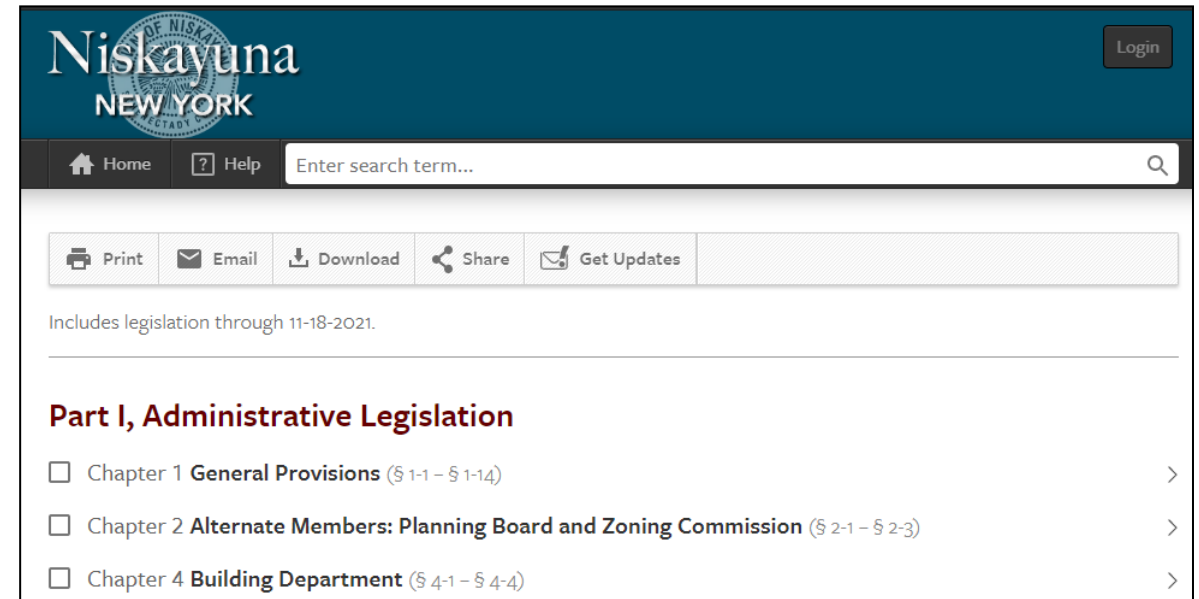 Niskayuna
NEW YORK
Login
Home
? Help
Enter search term...
Print
Email
Download
Share
Get Updates
Includes legislation through 11-18-2021.
Part I, Administrative Legislation
Chapter 1 General Provisions (§ 1-1 – § 1-14)
Chapter 2 Alternate Members: Planning Board and Zoning Commission (§ 2-1 – § 2-3)
Chapter 4 Building Department (§ 4-1 – § 4-4)